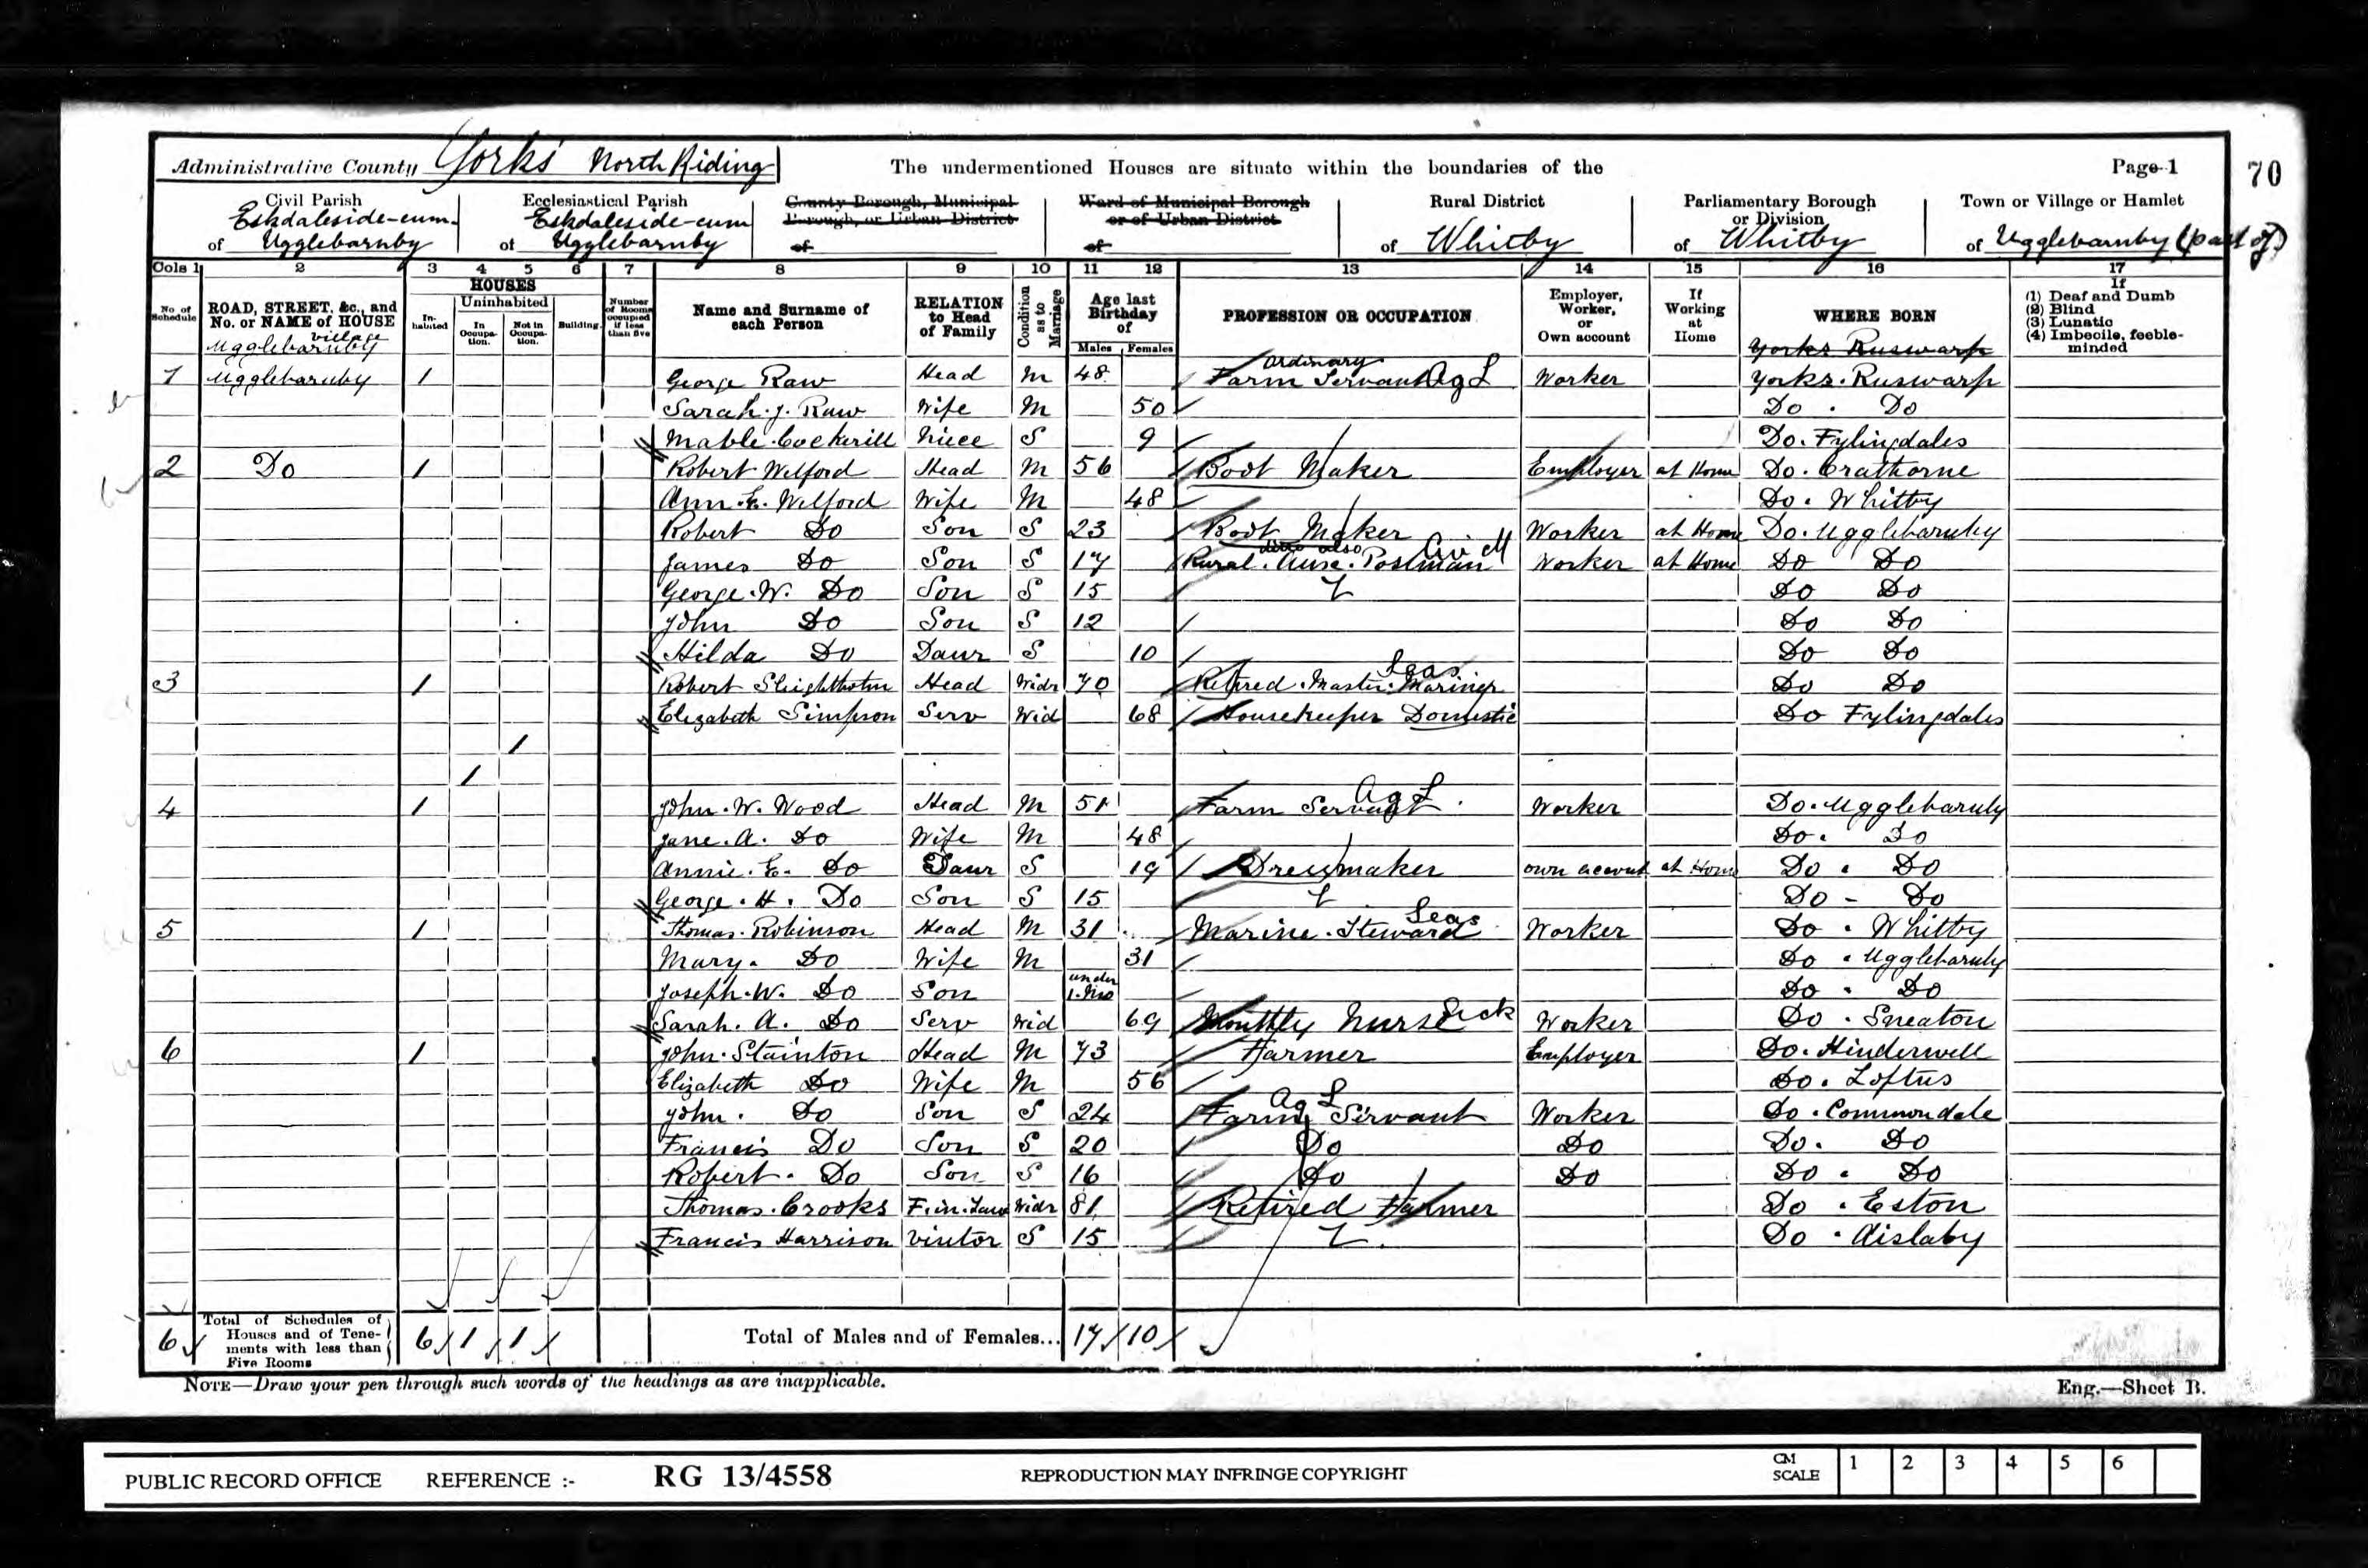 Administrative County Yorks North Riding The undermentioned Houses are situate within the boundaries of the Page 1 70
Civil Parish Ecclesiastical Parish County Borough, Municipal Borough, or Urban District Ward of Municipal Borough or of Urban District Rural District Parliamentary Borough or Division Town or Village or Hamlet
of Eskdaleside-cum-Ugglebarnby of Eskdaleside-cum Ugglebarnby of of of Whitby of Whitby of Ugglebarnby (part of)
Cols 1 2 3 4 5 6 7 8 9 10 11 12 13 14 15 16 17
No of Schedule ROAD, STREET, &c., and No. or NAME of HOUSE HOUSES Inhabited Uninhabited In Occupation. Not in Occupation. Building. Number of Rooms occupied if less than five Name and Surname of each Person RELATION to Head of Family Condition as to Marriage Age last Birthday of Males Females PROFESSION OR OCCUPATION Employer, Worker, or Own account If Working at Home WHERE BORN If (1) Deaf and Dumb (2) Blind (3) Lunatic (4) Imbecile, feeble-minded
Ugglebarnby village Yorks Ruswarp
1 Ugglebarnby 1 George Raw Head M 48 Ordinary Farm Servant Ag L Worker Yorks. Ruswarp
Sarah. J. Raw Wife M 50 Do . Do
Mable. Cockerill Niece S 9 Do. Fylingdales
2 Do 1 Robert Welford Head M 56 Boot Maker Employer at Home Do. Crathorne
Ann. E. Welford Wife M 48 Do. Whitby
Robert Do Son S 23 Boot Maker Worker at Home Do. Ugglebarnby
James Do Son S 17 Rural. Postman Worker at Home Do Do
George. W. Do Son S 15 Do Do
John Do Son S 12 Do Do
Hilda Do Daur S 10 Do Do
3 1 Robert Sleightholm Head Widr 70 Retired. Master. Mariner Seas Do Do
Elizabeth Simpson Serv Wid 68 Housekeeper Domestic Do Fylingdales
1
1
4 1 John. W. Wood Head M 51 Farm Servant Ag L. Worker Do. Ugglebarnby
Jane. A. Do Wife M 48 Do. Do
Annie. E. Do Daur S 19 Dressmaker own account at Home Do . Do
George. H. Do Son S 15 Do - Do
5 1 Thomas. Robinson Head M 31 Marine. Steward Seas Worker Do . Whitby
Mary. Do Wife M 31 Do . Ugglebarnby
Joseph. W. Do Son under 1. Mo Do . Do
Sarah. A. Do Serv Wid 69 Monthly Nurse Sick Worker Do . Sneaton
6 1 John. Stainton Head M 73 Farmer Employer Do. Hinderwell
Elizabeth Do Wife M 56 Do. Loftus
John. Do Son S 24 Farm Servant Ag L Worker Do . Commondale
Francis Do Son S 20 Do Do Do. Do
Robert. Do Son S 16 Do Do Do . Do
Thomas. Crooks F. in. Law Widr 81 Retired Farmer Do . Eston
Francis Harrison visitor S 15 Do . Aislaby
6 Total of Schedules of Houses and of Tenements with less than Five Rooms 6 1 1 Total of Males and of Females... 17 10
NOTE—Draw your pen through such words of the headings as are inapplicable. Eng.—Sheet B.
PUBLIC RECORD OFFICE REFERENCE :- RG 13/4558 REPRODUCTION MAY INFRINGE COPYRIGHT CM SCALE 1 2 3 4 5 6